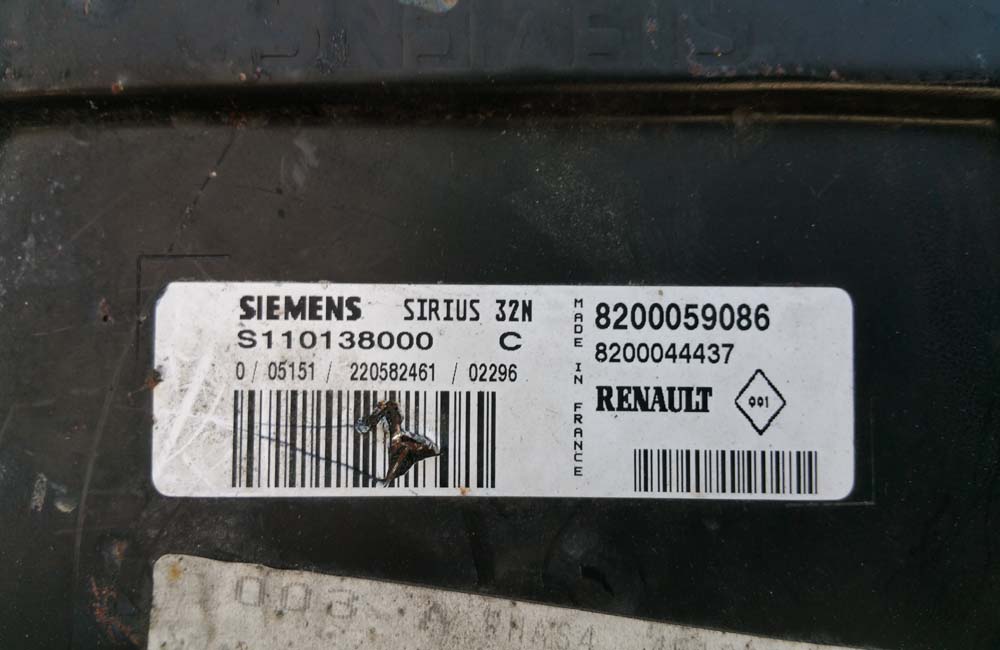 SIEMENS SIRIUS 32N
S110138000 C
0 / 05151 / 220582461 / 02296
MADE IN FRANCE
8200059086
8200044437
RENAULT 001